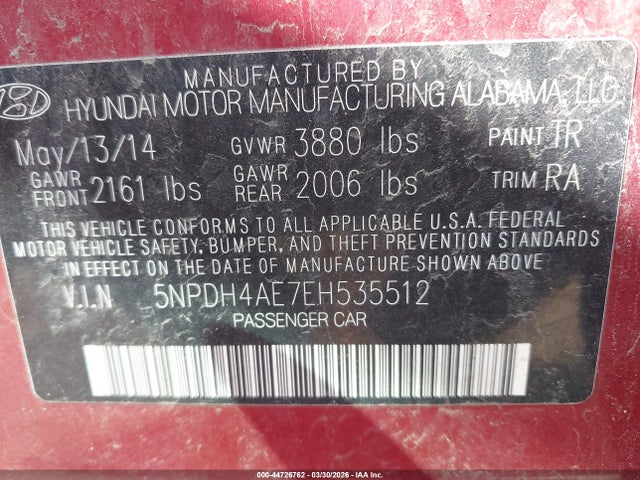 MANUFACTURED BY
HYUNDAI MOTOR MANUFACTURING ALABAMA, LLC
May/13/14 GVWR 3880 lbs PAINT TR
GAWR FRONT 2161 lbs GAWR REAR 2006 lbs TRIM RA
THIS VEHICLE CONFORMS TO ALL APPLICABLE U.S.A. FEDERAL
MOTOR VEHICLE SAFETY, BUMPER, AND THEFT PREVENTION STANDARDS
IN EFFECT ON THE DATE OF MANUFACTURE SHOWN ABOVE
V.I.N 5NPDH4AE7EH535512
PASSENGER CAR
000-44726762 | 03/30/2026 - IAA Inc.